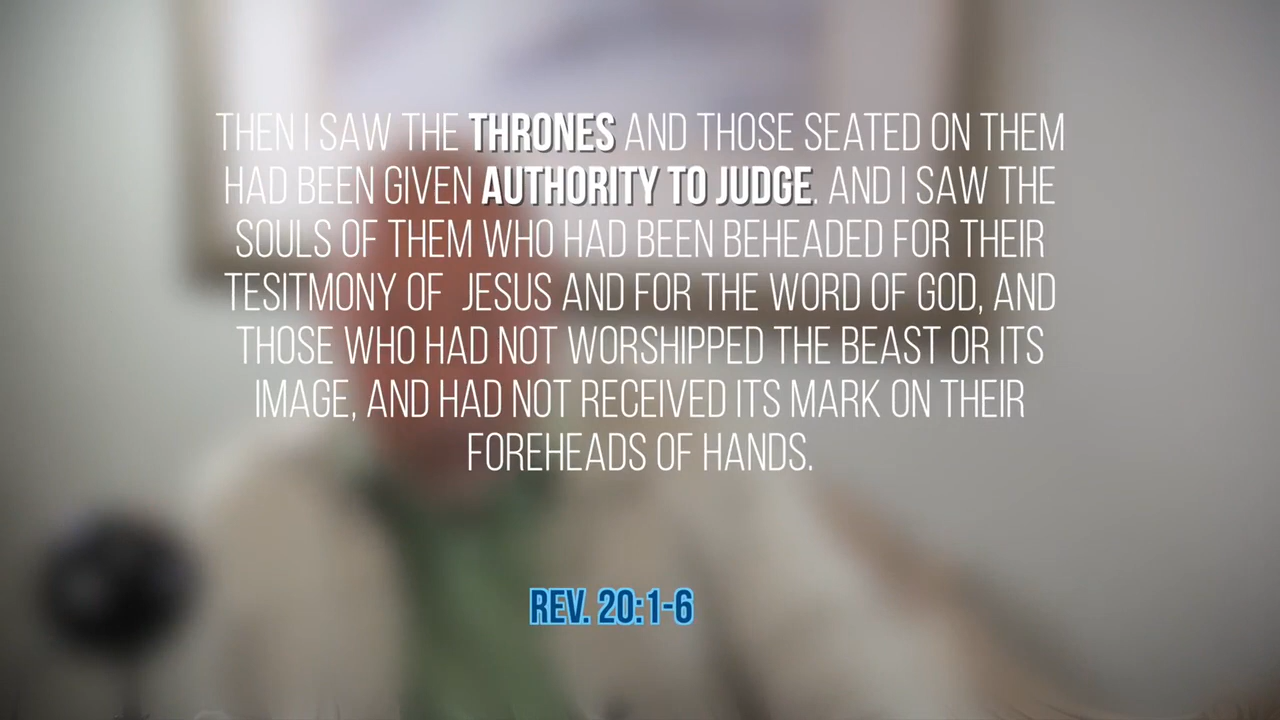 THEN I SAW THE THRONES AND THOSE SEATED ON THEM
HAD BEEN GIVEN AUTHORITY TO JUDGE. AND I SAW THE
SOULS OF THEM WHO HAD BEEN BEHEADED FOR THEIR
TESITMONY OF  JESUS AND FOR THE WORD OF GOD, AND
THOSE WHO HAD NOT WORSHIPPED THE BEAST OR ITS
IMAGE, AND HAD NOT RECEIVED ITS MARK ON THEIR
FOREHEADS OF HANDS.
REV. 20:1-6